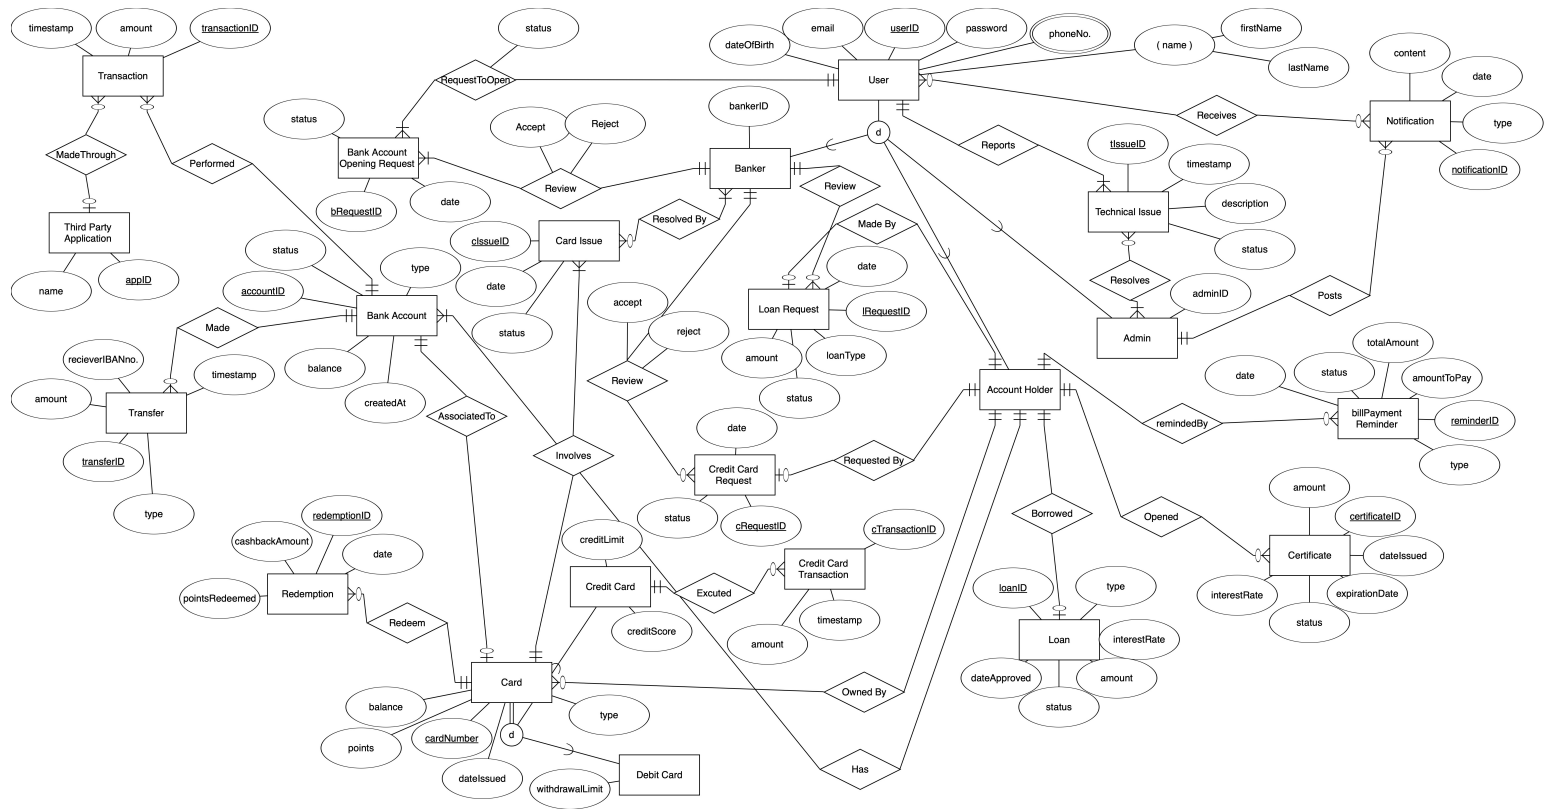 timestamp
amount
transactionID
Transaction
status
email
userID
password
phoneNo.
dateOfBirth
( name )
firstName
lastName
content
date
type
notificationID
Notification
RequestToOpen
User
Receives
status
Accept
Reject
bankerID
d
Reports
tIssueID
timestamp
description
status
MadeThrough
Performed
Bank Account
Opening Request
Review
Banker
Review
bRequestID
date
Technical Issue
Third Party
Application
name
appID
cIssueID
Card Issue
Resolved By
Made By
date
status
accountID
type
date
status
accept
reject
Loan Request
lRequestID
loanType
amount
status
Resolves
adminID
Posts
Admin
Made
Bank Account
balance
createdAt
recieverIBANno.
timestamp
amount
Transfer
transferID
type
AssociatedTo
Review
Account Holder
totalAmount
status
date
amountToPay
billPayment
Reminder
reminderID
type
remindedBy
date
Involves
Credit Card
Request
Requested By
status
cRequestID
Borrowed
Opened
amount
certificateID
Certificate
dateIssued
interestRate
expirationDate
status
redemptionID
cashbackAmount
date
pointsRedeemed
Redemption
Redeem
creditLimit
Credit Card
creditScore
Excuted
cTransactionID
Credit Card
Transaction
amount
timestamp
loanID
type
Loan
interestRate
dateApproved
amount
status
Card
Owned By
balance
points
cardNumber
dateIssued
type
d
Debit Card
withdrawalLimit
Has